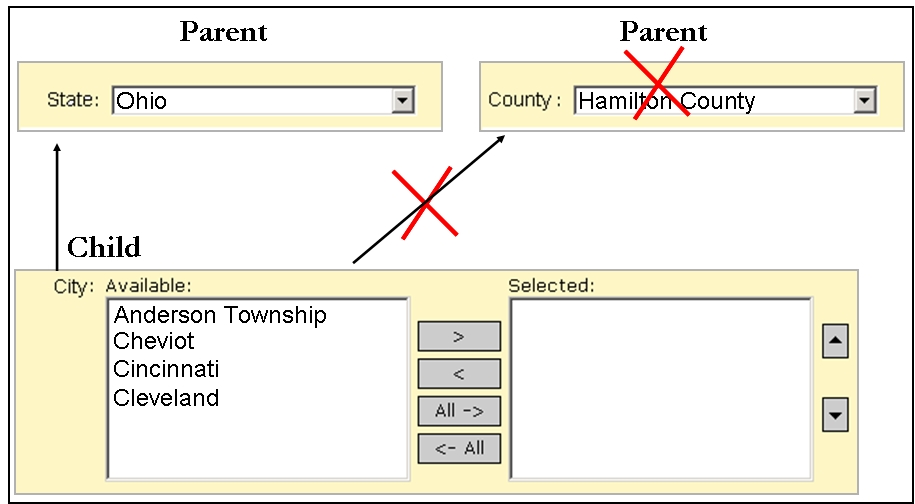 Parent Parent
State: Ohio County: Hamilton County
Child
City: Available: Selected:
Anderson Township
Cheviot
Cincinnati
Cleveland
>
<
All ->
<- All